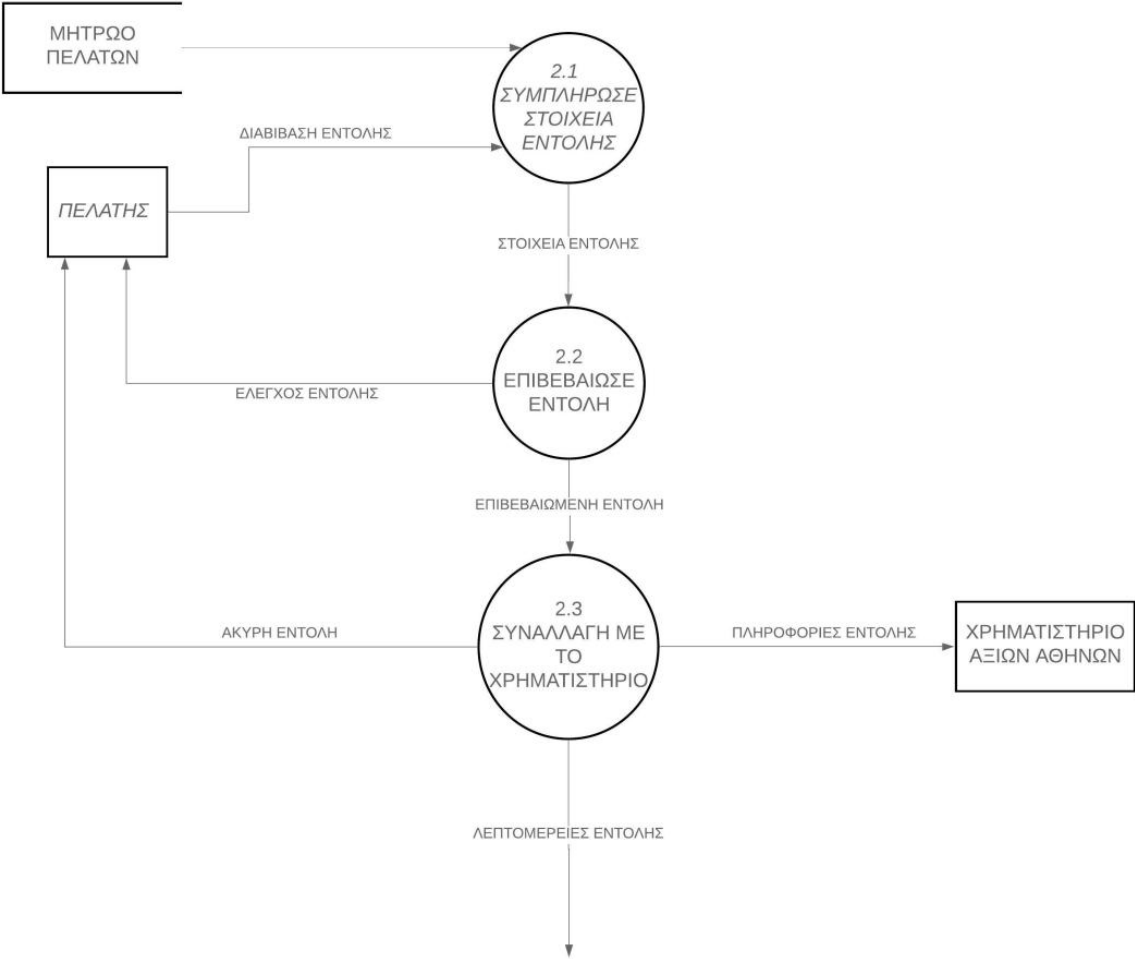 ΜΗΤΡΩΟ
ΠΕΛΑΤΩΝ
2.1
ΣΥΜΠΛΗΡΩΣΕ
ΣΤΟΙΧΕΙΑ
ΕΝΤΟΛΗΣ
ΔΙΑΒΙΒΑΣΗ ΕΝΤΟΛΗΣ
ΠΕΛΑΤΗΣ
ΣΤΟΙΧΕΙΑ ΕΝΤΟΛΗΣ
2.2
ΕΠΙΒΕΒΑΙΩΣΕ
ΕΝΤΟΛΗ
ΕΛΕΓΧΟΣ ΕΝΤΟΛΗΣ
ΕΠΙΒΕΒΑΙΩΜΕΝΗ ΕΝΤΟΛΗ
2.3
ΣΥΝΑΛΛΑΓΗ ΜΕ
ΤΟ
ΧΡΗΜΑΤΙΣΤΗΡΙΟ
ΑΚΥΡΗ ΕΝΤΟΛΗ
ΠΛΗΡΟΦΟΡΙΕΣ ΕΝΤΟΛΗΣ
ΧΡΗΜΑΤΙΣΤΗΡΙΟ
ΑΞΙΩΝ ΑΘΗΝΩΝ
ΛΕΠΤΟΜΕΡΕΙΕΣ ΕΝΤΟΛΗΣ